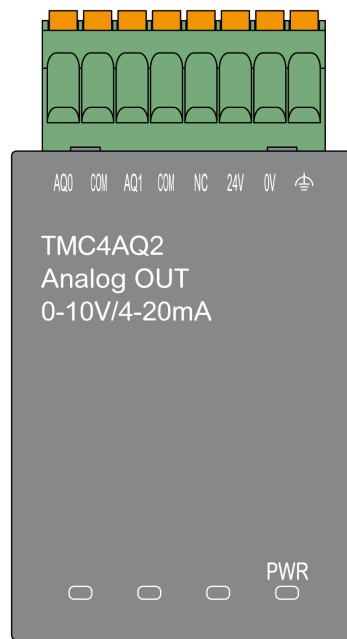 AQ0 COM AQ1 COM NC 24V 0V
TMC4AQ2
Analog OUT
0-10V/4-20mA
PWR